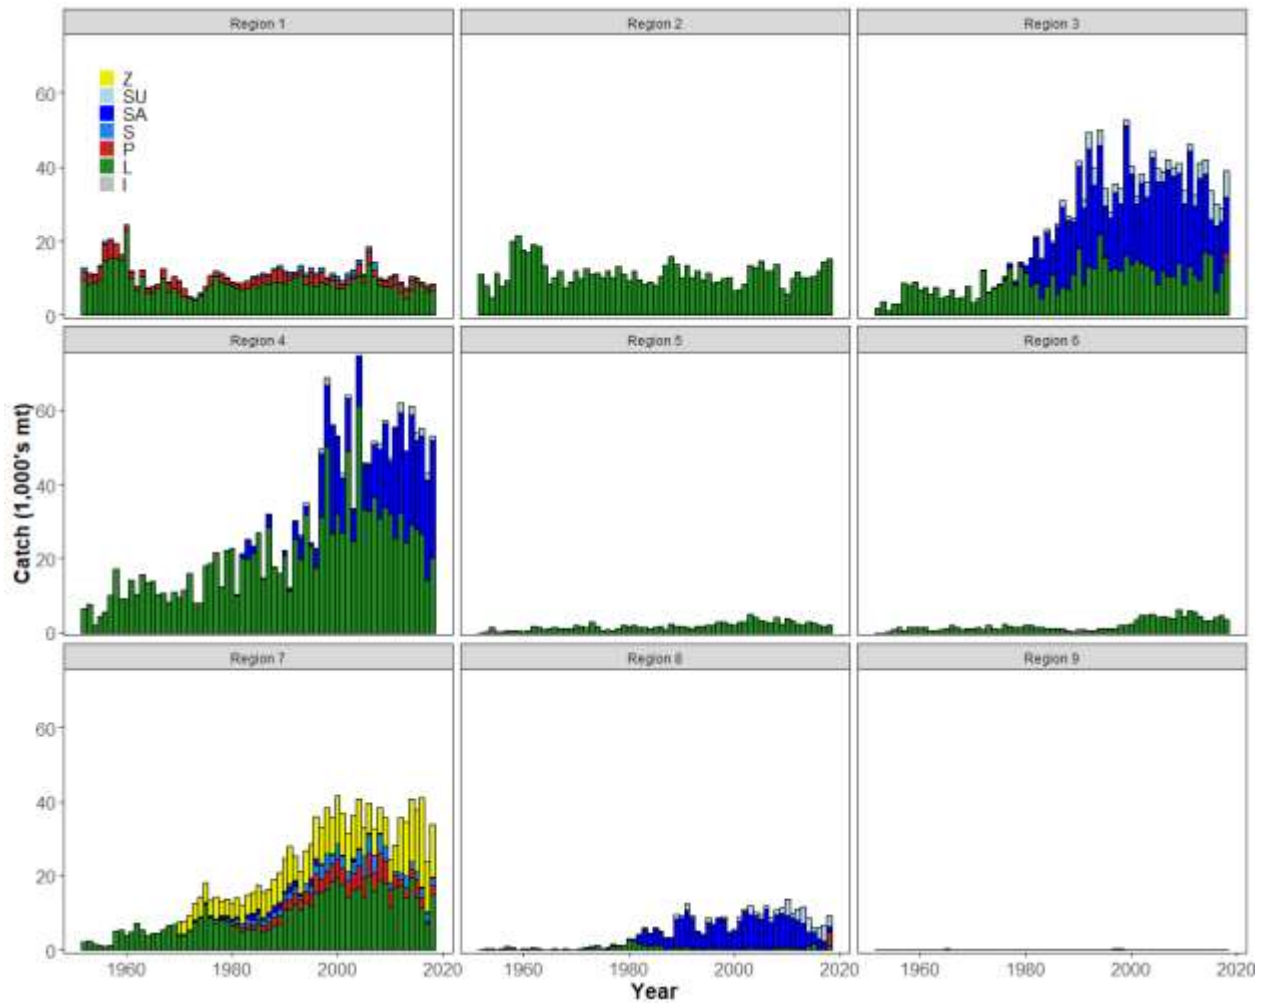 Region 1
Region 2
Region 3
Z
SU
SA
S
P
L
I
60
40
20
0
Region 4
Region 5
Region 6
60
40
20
0
Catch (1,000's mt)
Region 7
Region 8
Region 9
60
40
20
0
1960 1980 2000 2020
1960 1980 2000 2020
1960 1980 2000 2020
Year